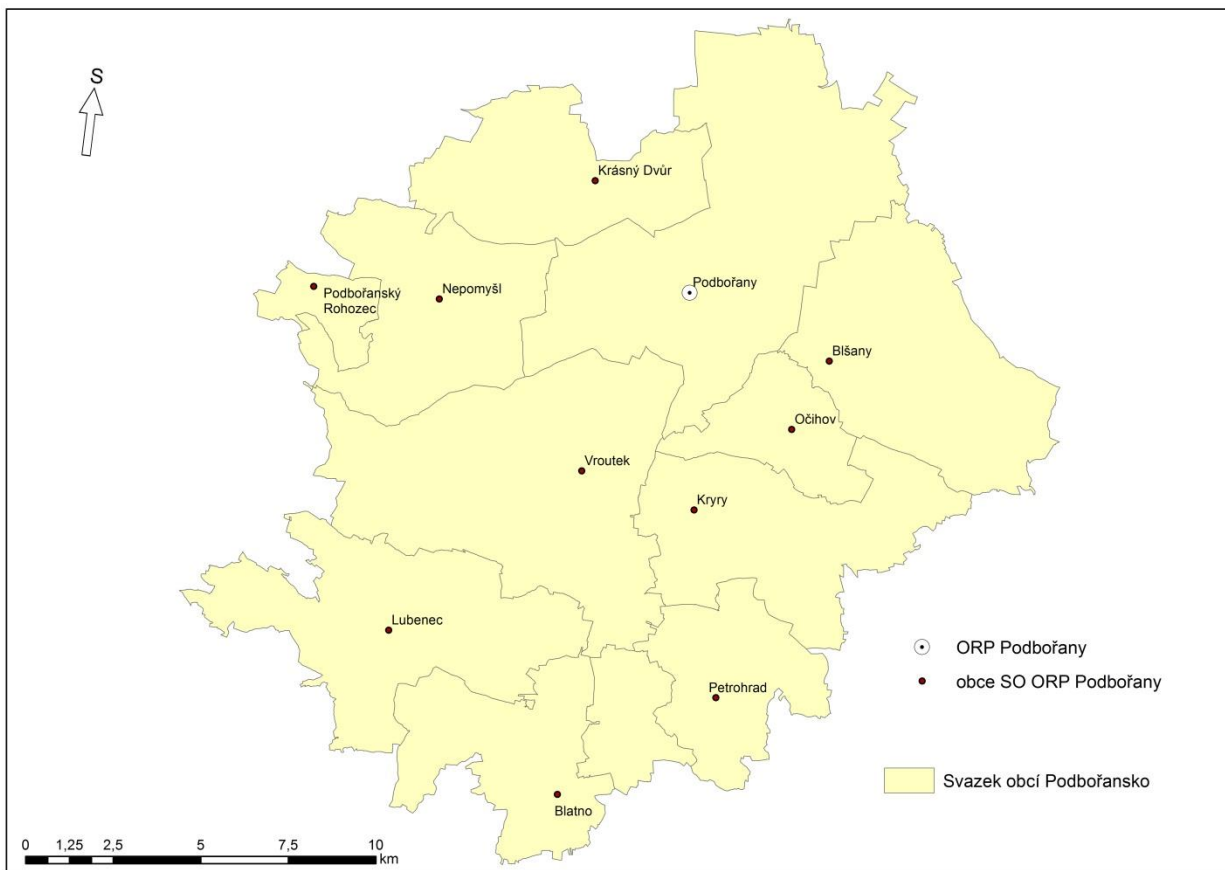 S
Krásný Dvůr
Podbořanský
Rohozec
Nepomyšl
Podbořany
Blšany
Očihov
Vroutek
Kryry
Lubenec
Petrohrad
Blatno
ORP Podbořany
obce SO ORP Podbořany
Svazek obcí Podbořansko
0 1,25 2,5 5 7,5 10
km